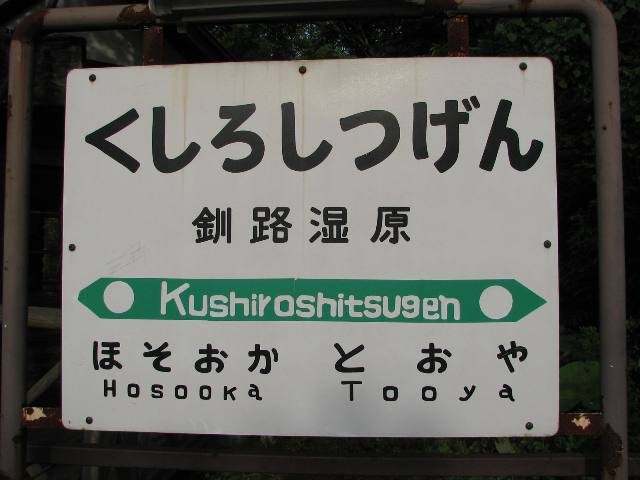 くしろしつげん
釧路湿原
Kushiroshitsugen
ほそおか とおや
Hosooka Tooya